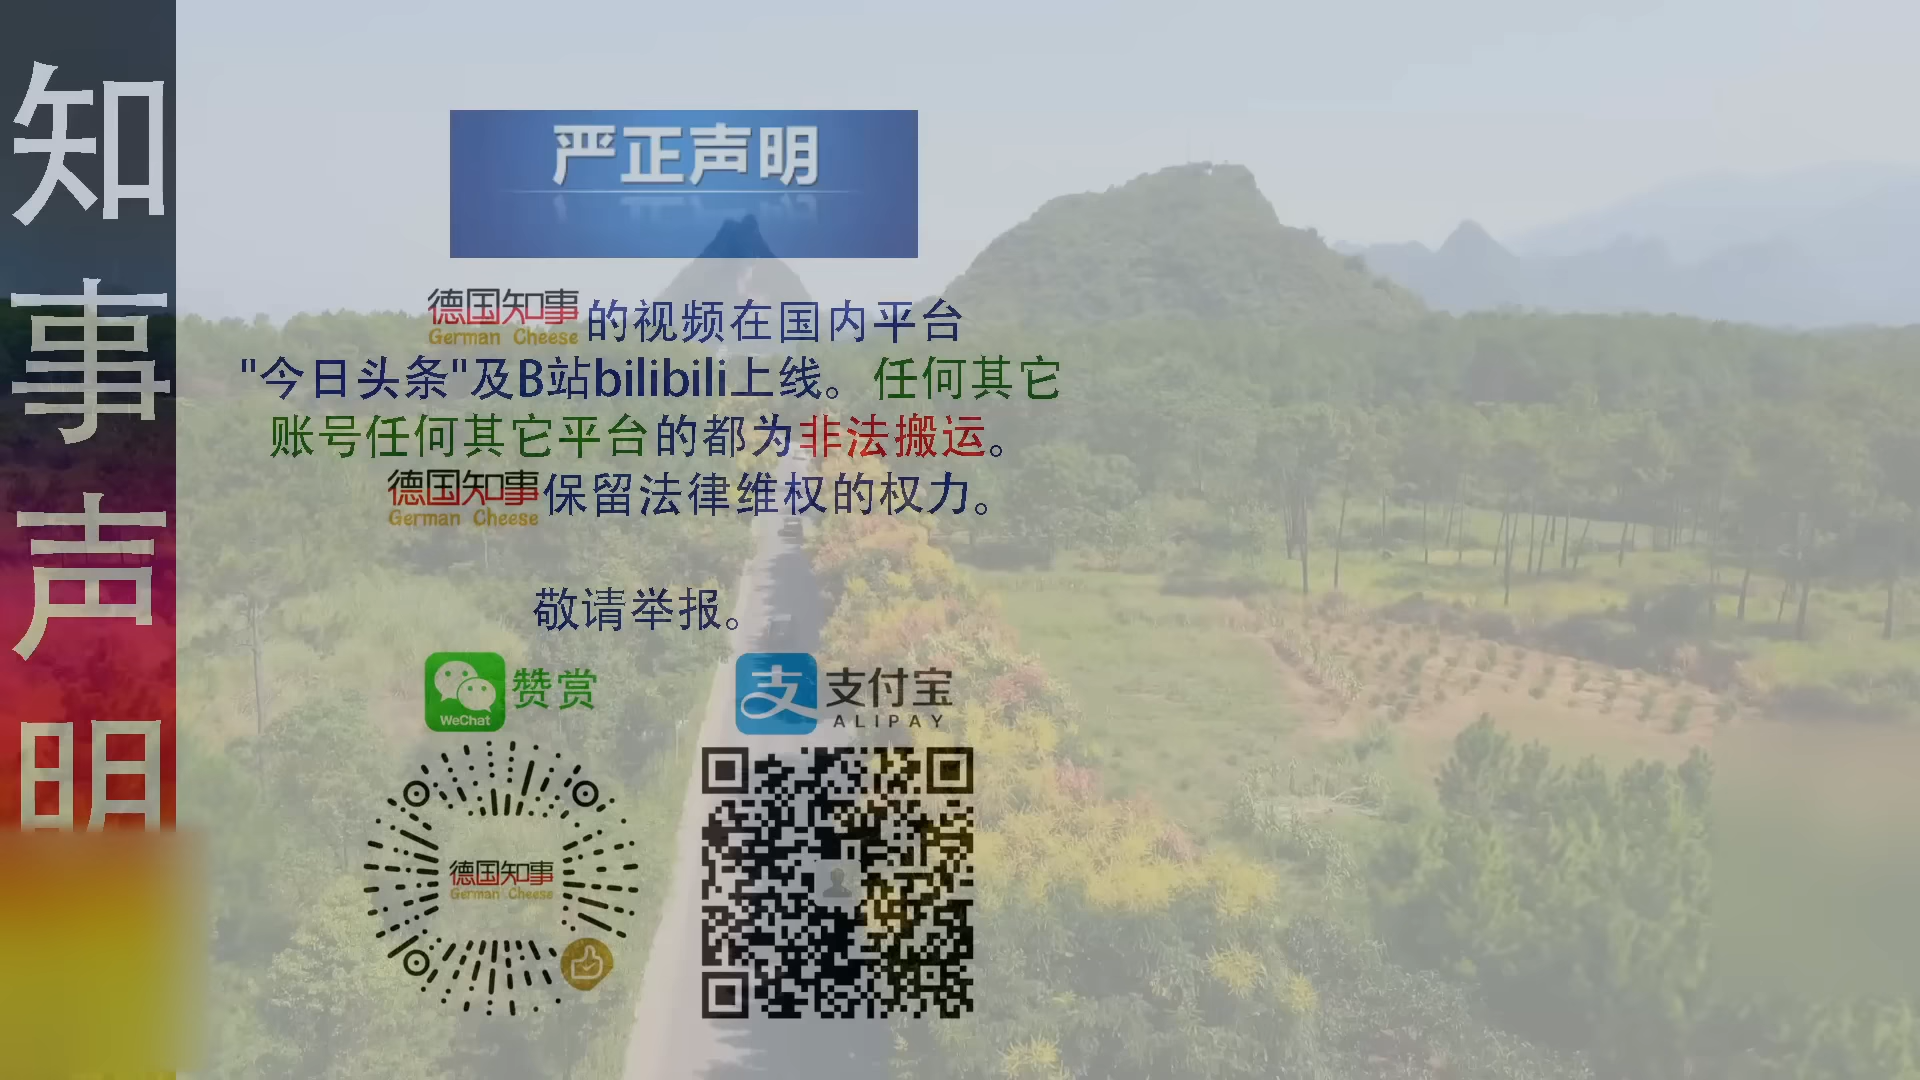 知事声明
严正声明
德国知事 German Cheese 的视频在国内平台
"今日头条"及B站bilibili上线。任何其它
账号任何其它平台的都为非法搬运。
德国知事 German Cheese 保留法律维权的权力。
敬请举报。
WeChat 赞赏
支 支付宝 ALIPAY
德国知事
German Cheese